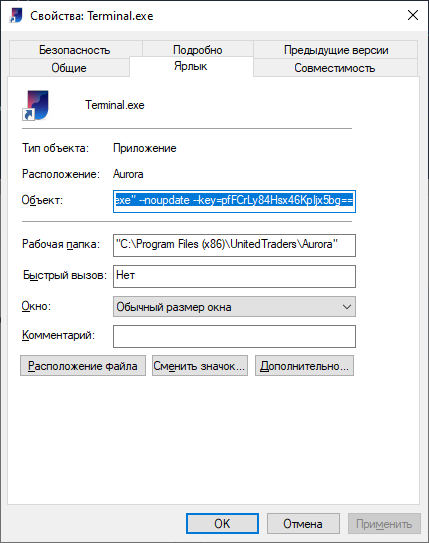 Свойства: Terminal.exe
Безопасность Подробно Предыдущие версии
Общие Ярлык Совместимость
Terminal.exe
Тип объекта: Приложение
Расположение: Aurora
Объект: exe" --noupdate --key=pfFCrLy84Hsx46KpIjx5bg==
Рабочая папка: "C:\Program Files (x86)\UnitedTraders\Aurora"
Быстрый вызов: Нет
Окно: Обычный размер окна
Комментарий:
Расположение файла Сменить значок... Дополнительно...
OK Отмена Применить